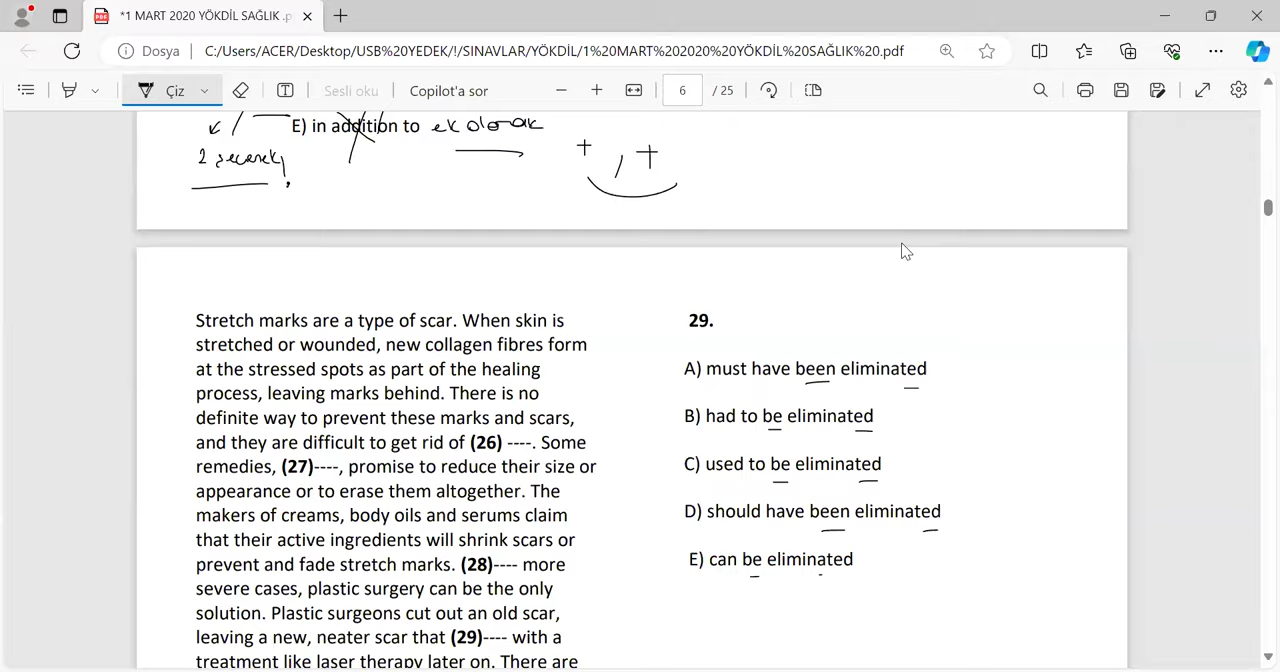 *1 MART 2020 YÖKDİL SAĞLIK .p
Dosya C:/Users/ACER/Desktop/USB%20YEDEK/!/SINAVLAR/YÖKDİL/1%20MART%202020%20YÖKDİL%20SAĞLIK%20.pdf
Çiz Sesli oku Copilot'a sor 6 / 25
E) in addition to ek olarak
2 seçenek
Stretch marks are a type of scar. When skin is
stretched or wounded, new collagen fibres form
at the stressed spots as part of the healing
process, leaving marks behind. There is no
definite way to prevent these marks and scars,
and they are difficult to get rid of (26) ----. Some
remedies, (27)----, promise to reduce their size or
appearance or to erase them altogether. The
makers of creams, body oils and serums claim
that their active ingredients will shrink scars or
prevent and fade stretch marks. (28)---- more
severe cases, plastic surgery can be the only
solution. Plastic surgeons cut out an old scar,
leaving a new, neater scar that (29)---- with a
treatment like laser therapy later on. There are
29.
A) must have been eliminated
B) had to be eliminated
C) used to be eliminated
D) should have been eliminated
E) can be eliminated